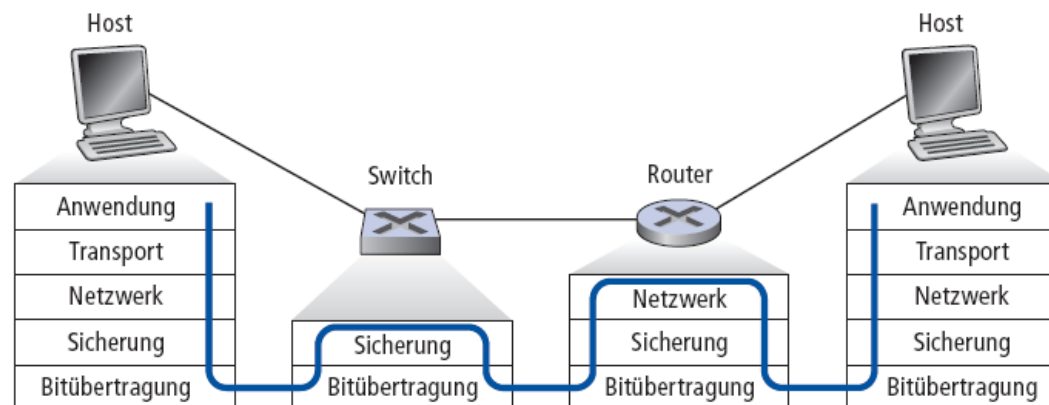 Host
Host
Switch
Router
Anwendung
Transport
Netzwerk
Sicherung
Bitübertragung
Sicherung
Bitübertragung
Netzwerk
Sicherung
Bitübertragung
Anwendung
Transport
Netzwerk
Sicherung
Bitübertragung